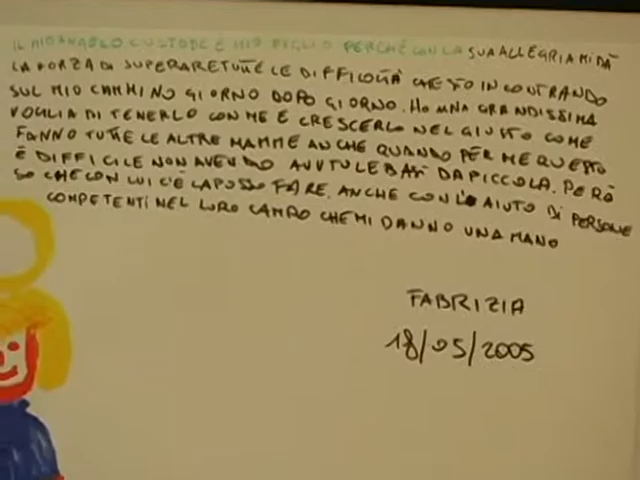 IL MIO ANGELO CUSTODE È MIO FIGLIO PERCHÉ CON LA SUA ALLEGRIA MI DÀ
LA FORZA DI SUPERARE TUTTE LE DIFFICOLTÀ CHE STO INCONTRANDO
SUL MIO CAMMINO GIORNO DOPO GIORNO. HO UNA GRANDISSIMA
VOGLIA DI TENERLO CON ME E CRESCERLO NEL GIUSTO COME
FANNO TUTTE LE ALTRE MAMME ANCHE QUANDO PER ME QUESTO
È DIFFICILE NON AVENDO AVUTO LE BASI DA PICCOLA. PERÒ
SO CHE CON LUI C'È LA POSSO FARE. ANCHE CON L'AIUTO DI PERSONE
COMPETENTI NEL LORO CAMPO CHE MI DANNO UNA MANO
FABRIZIA
18/05/2005